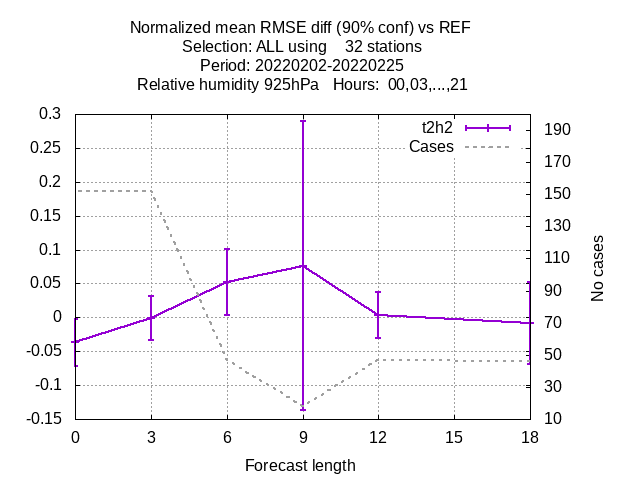 Normalized mean RMSE diff (90% conf) vs REF
Selection: ALL using    32 stations
Period: 20220202-20220225
Relative humidity 925hPa   Hours:  00,03,...,21
t2h2
Cases
0.3
0.25
0.2
0.15
0.1
0.05
0
-0.05
-0.1
-0.15
190
170
150
130
110
90
70
50
30
10
No cases
0 3 6 9 12 15 18
Forecast length